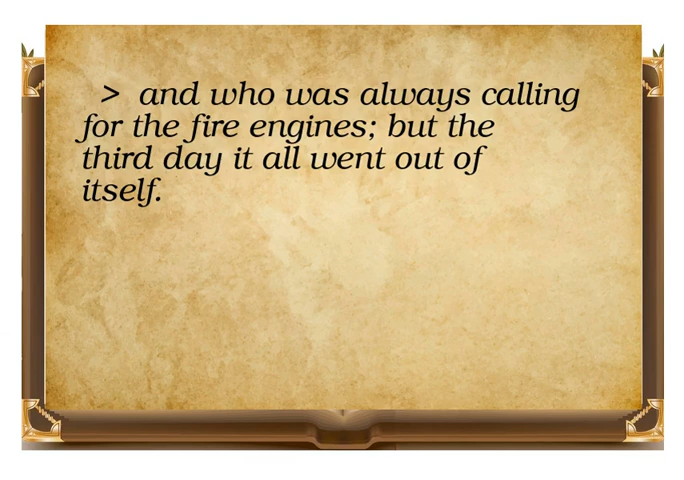 > and who was always calling
for the fire engines; but the
third day it all went out of
itself.